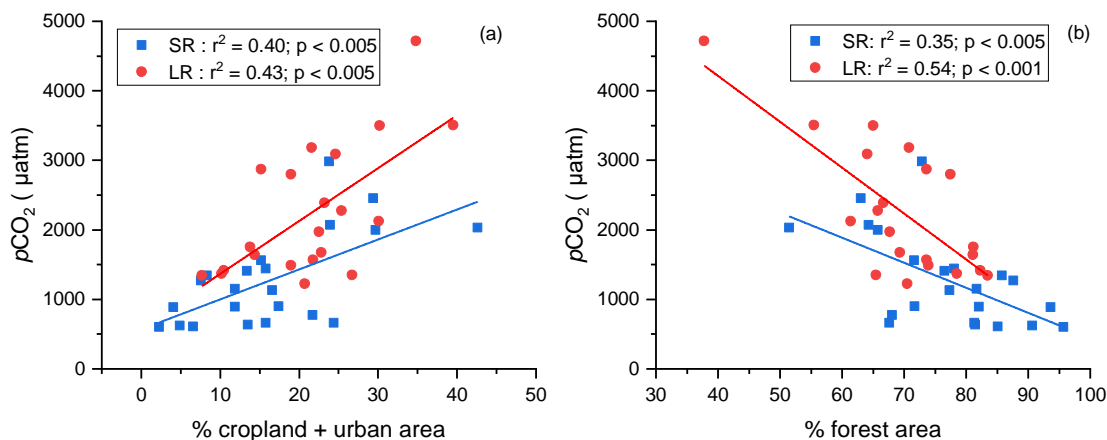 (a)
SR : r² = 0.40; p < 0.005
LR : r² = 0.43; p < 0.005
5000
4000
3000
2000
1000
0
pCO₂ ( µatm)
0 10 20 30 40 50
% cropland + urban area
(b)
SR: r² = 0.35; p < 0.005
LR: r² = 0.54; p < 0.001
5000
4000
3000
2000
1000
0
30 40 50 60 70 80 90 100
% forest area